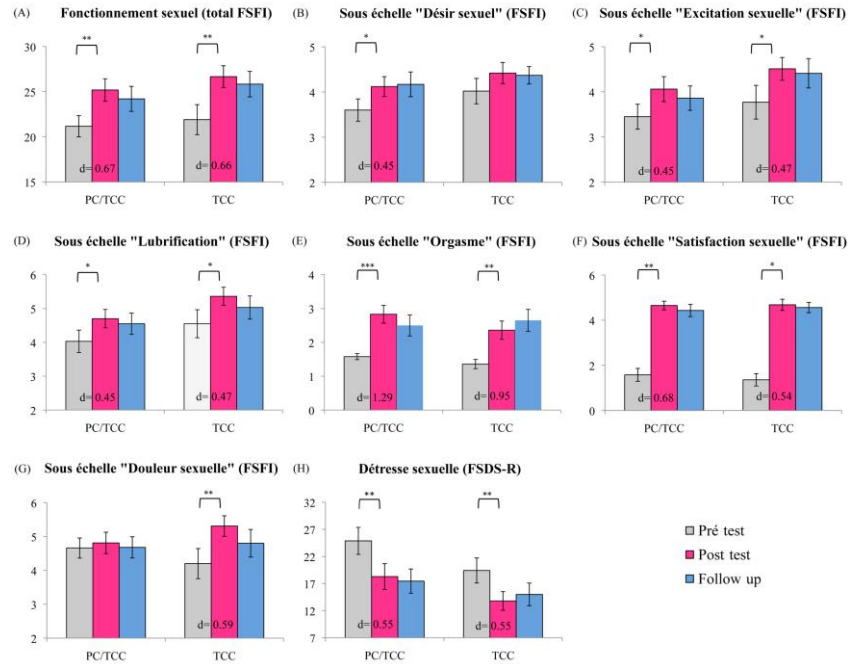 (A) Fonctionnement sexuel (total FSFI)
30
25
20
15
**
**
d= 0.67
d= 0.66
PC/TCC
TCC
(B) Sous échelle "Désir sexuel" (FSFI)
5
4
3
2
*
d= 0.45
PC/TCC
TCC
(C) Sous échelle "Excitation sexuelle" (FSFI)
5
4
3
2
*
*
d= 0.45
d= 0.47
PC/TCC
TCC
(D) Sous échelle "Lubrification" (FSFI)
6
5
4
3
2
*
*
d= 0.45
d= 0.47
PC/TCC
TCC
(E) Sous échelle "Orgasme" (FSFI)
4
3
2
1
0
***
**
d= 1.29
d= 0.95
PC/TCC
TCC
(F) Sous échelle "Satisfaction sexuelle" (FSFI)
6
4
2
0
**
*
d= 0.68
d= 0.54
PC/TCC
TCC
(G) Sous échelle "Douleur sexuelle" (FSFI)
6
5
4
3
2
**
d= 0.59
PC/TCC
TCC
(H) Détresse sexuelle (FSDS-R)
32
27
22
17
12
7
**
**
d= 0.55
d= 0.55
PC/TCC
TCC
Pré test
Post test
Follow up